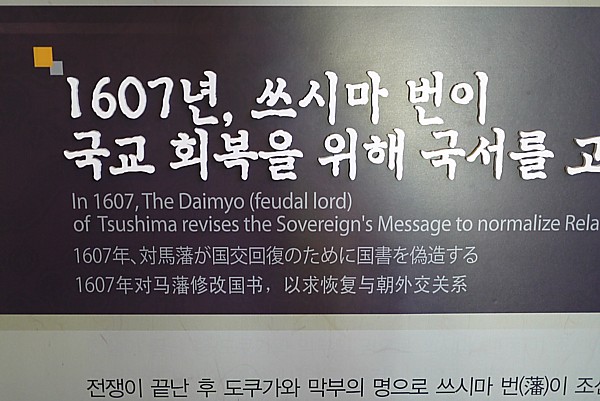 1607년, 쓰시마 번이
국교 회복을 위해 국서를 고
In 1607, The Daimyo (feudal lord)
of Tsushima revises the Sovereign's Message to normalize Rela
1607年、対馬藩が国交回復のために国書を偽造する
1607年对马藩修改国书，以求恢复与朝外交关系
전쟁이 끝난 후 도쿠가와 막부의 명으로 쓰시마 번(藩)이 조선